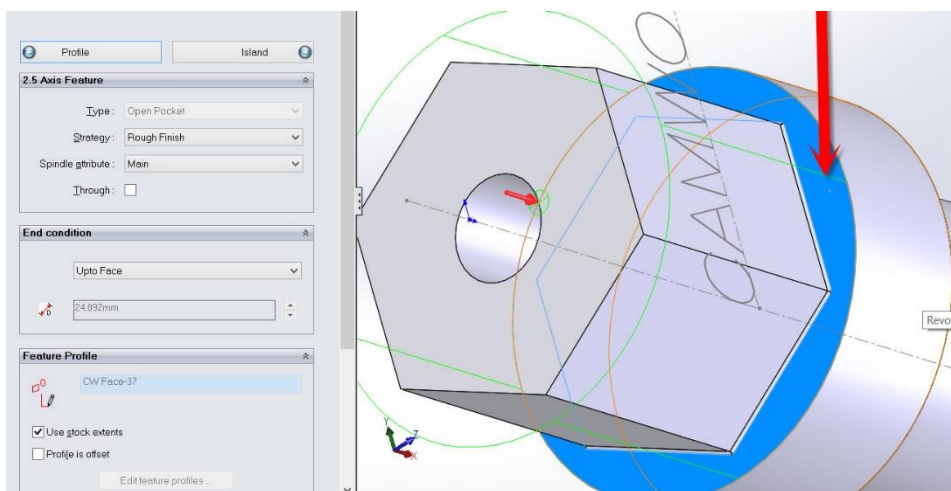 Profile
Island
2.5 Axis Feature
Type :
Open Pocket
Strategy :
Rough Finish
Spindle attribute :
Main
Through :
End condition
Upto Face
D
24.892mm
Feature Profile
CW Face-37
Use stock extents
Profile is offset
Edit feature profiles ...
CAMWO
Revo
Y
Z
X